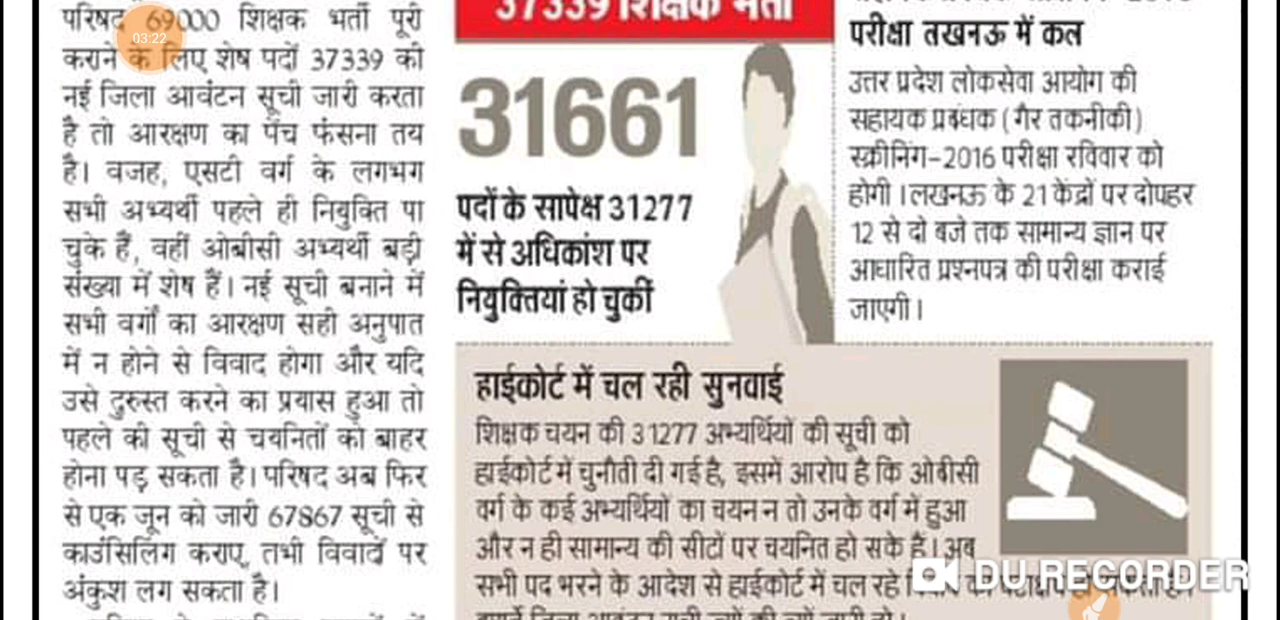 परिषद 69000 शिक्षक भर्ती पूरी
कराने के लिए शेष पदों 37339 की
नई जिला आवंटन सूची जारी करता
है तो आरक्षण का पेंच फंसना तय
है। वजह, एसटी वर्ग के लगभग
सभी अभ्यर्थी पहले ही नियुक्ति पा
चुके हैं, वहीं ओबीसी अभ्यर्थी बड़ी
संख्या में शेष हैं। नई सूची बनाने में
सभी वर्गों का आरक्षण सही अनुपात
में न होने से विवाद होगा और यदि
उसे दुरुस्त करने का प्रयास हुआ तो
पहले की सूची से चयनितों को बाहर
होना पड़ सकता है। परिषद अब फिर
से एक जून को जारी 67867 सूची से
काउंसिलिंग कराए, तभी विवादों पर
अंकुश लग सकता है।
03:22
37339 शिक्षक भर्ती
31661
पदों के सापेक्ष 31277
में से अधिकांश पर
नियुक्तियां हो चुकीं
परीक्षा लखनऊ में कल
उत्तर प्रदेश लोकसेवा आयोग की
सहायक प्रबंधक (गैर तकनीकी)
स्क्रीनिंग-2016 परीक्षा रविवार को
होगी। लखनऊ के 21 केंद्रों पर दोपहर
12 से दो बजे तक सामान्य ज्ञान पर
आधारित प्रश्नपत्र की परीक्षा कराई
जाएगी।
हाईकोर्ट में चल रही सुनवाई
शिक्षक चयन की 31277 अभ्यर्थियों की सूची को
हाईकोर्ट में चुनौती दी गई है, इसमें आरोप है कि ओबीसी
वर्ग के कई अभ्यर्थियों का चयन न तो उनके वर्ग में हुआ
और न ही सामान्य की सीटों पर चयनित हो सके हैं। अब
सभी पद भरने के आदेश से हाईकोर्ट में चल रहे
DU RECORDER